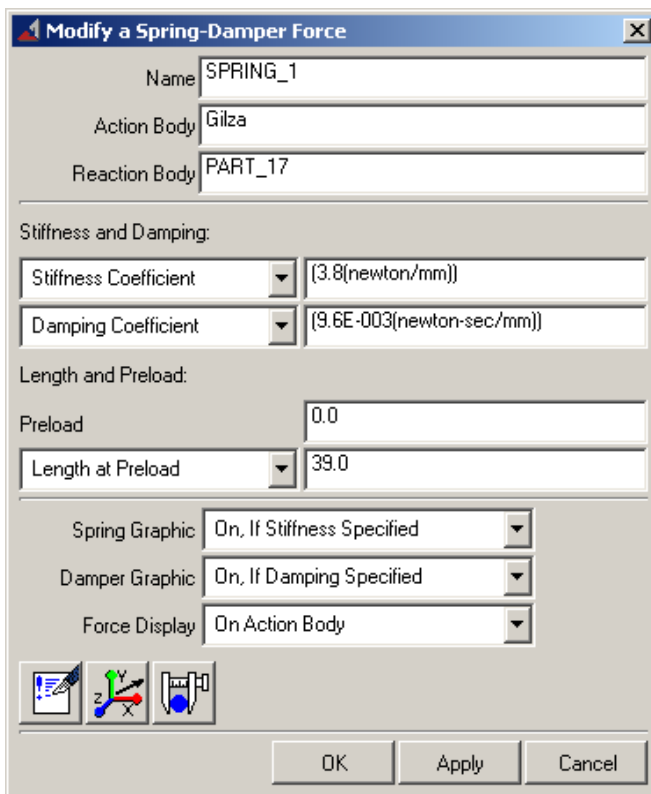 Modify a Spring-Damper Force
Name SPRING_1
Action Body Gilza
Reaction Body PART_17
Stiffness and Damping:
Stiffness Coefficient (3.8(newton/mm))
Damping Coefficient (9.6E-003(newton-sec/mm))
Length and Preload:
Preload 0.0
Length at Preload 39.0
Spring Graphic On, If Stiffness Specified
Damper Graphic On, If Damping Specified
Force Display On Action Body
Z Y X
OK Apply Cancel